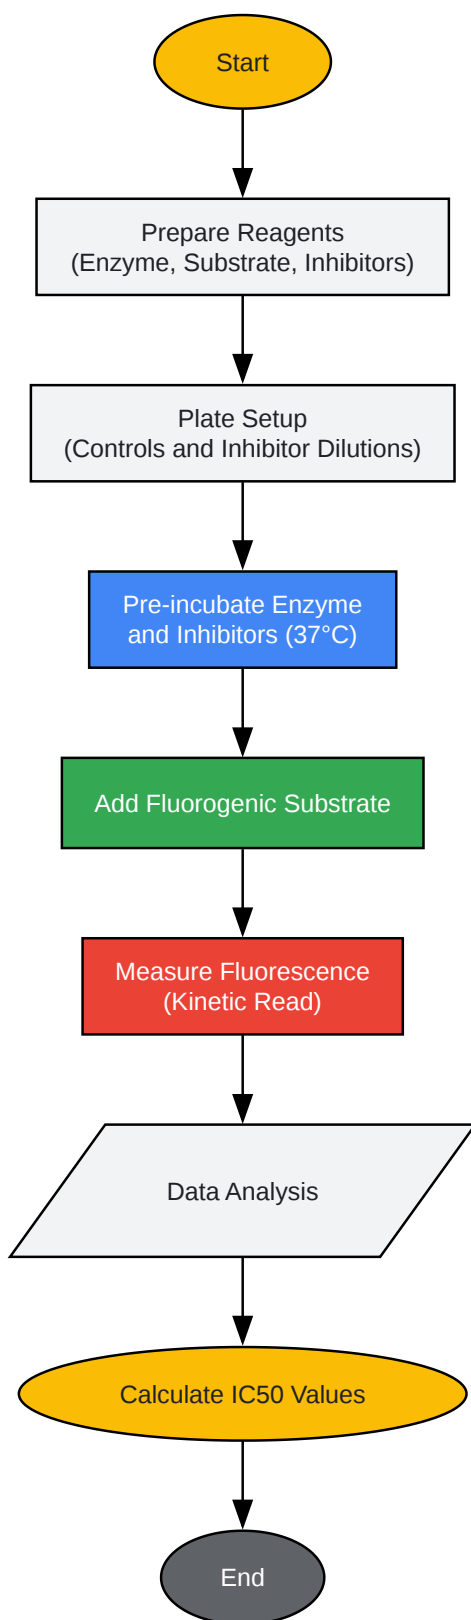 Start
Prepare Reagents
(Enzyme, Substrate, Inhibitors)
Plate Setup
(Controls and Inhibitor Dilutions)
Pre-incubate Enzyme
and Inhibitors (37°C)
Add Fluorogenic Substrate
Measure Fluorescence
(Kinetic Read)
Data Analysis
Calculate IC50 Values
End